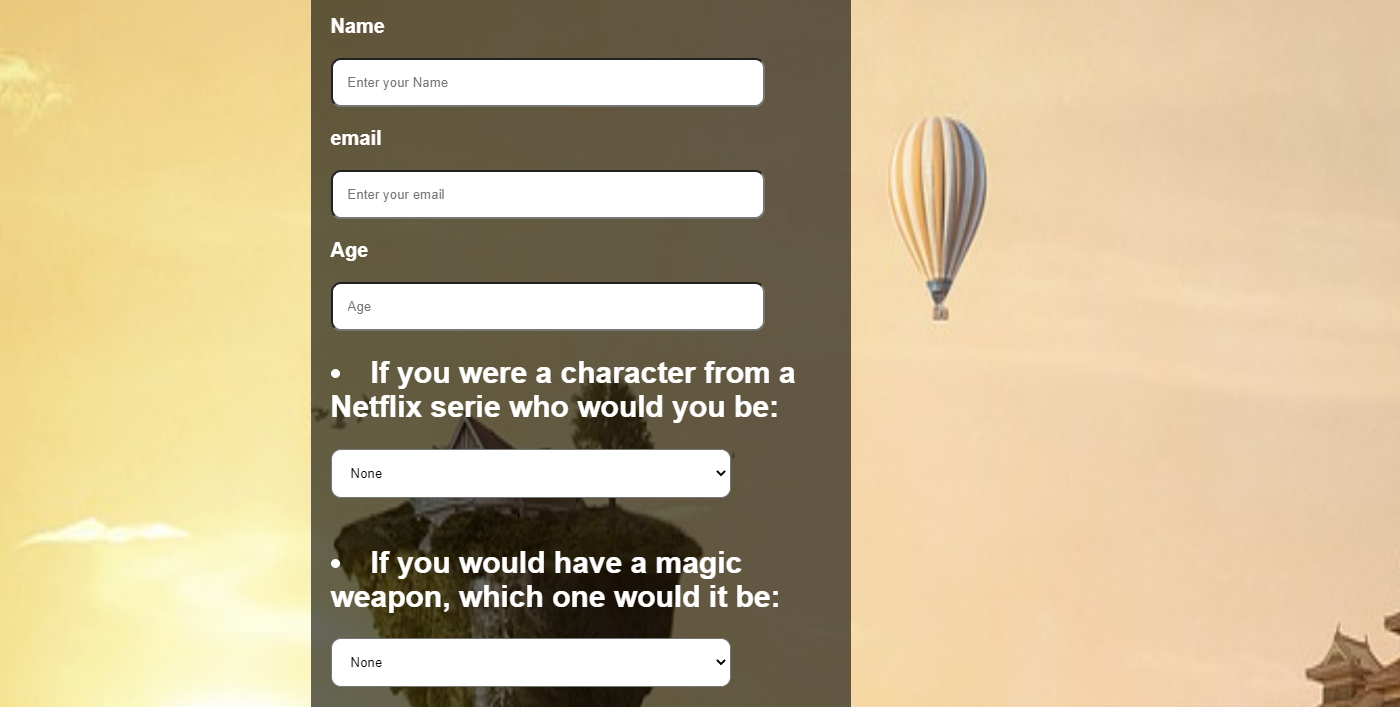 Name
Enter your Name
email
Enter your email
Age
Age
• If you were a character from a
Netflix serie who would you be:
None
• If you would have a magic
weapon, which one would it be:
None